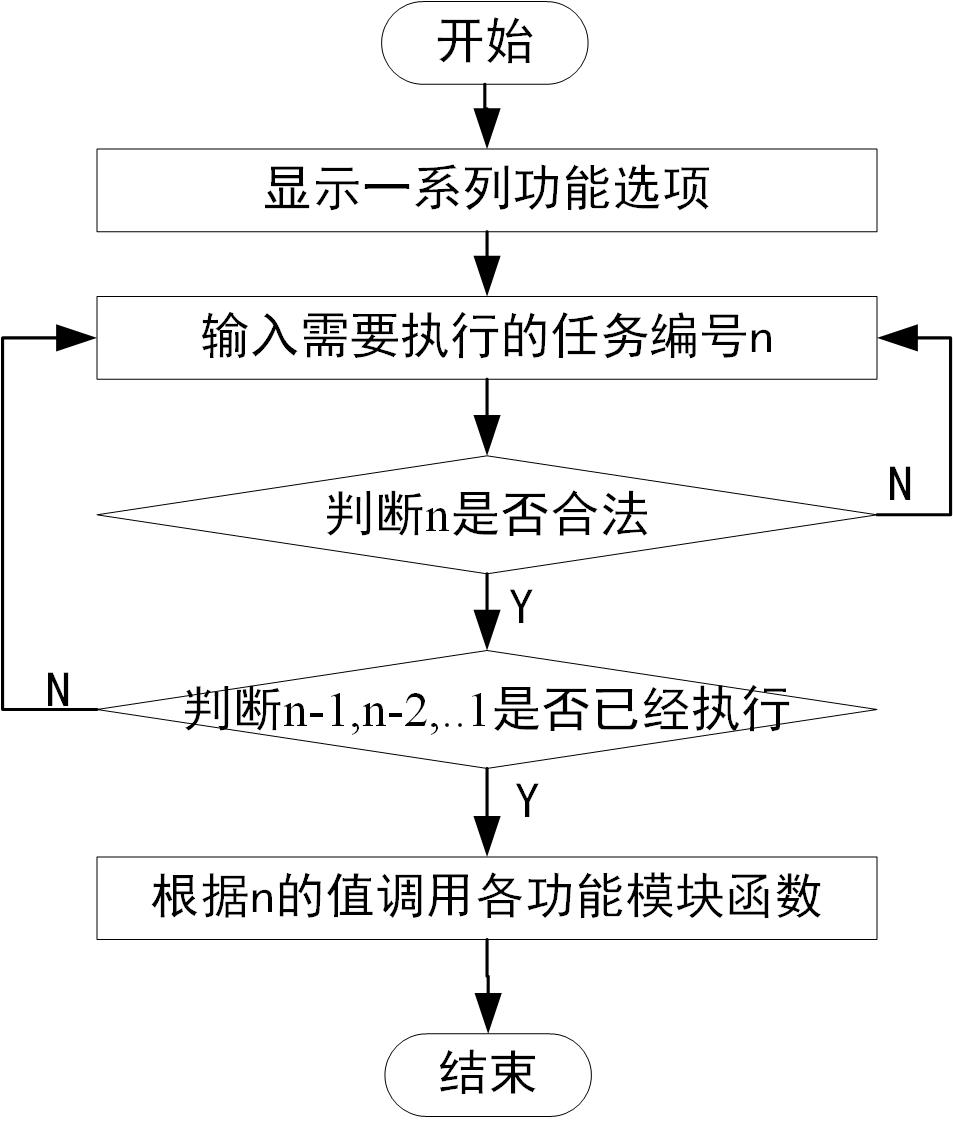 开始
显示一系列功能选项
输入需要执行的任务编号n
判断n是否合法
N
Y
判断n-1,n-2,..1是否已经执行
N
Y
根据n的值调用各功能模块函数
结束